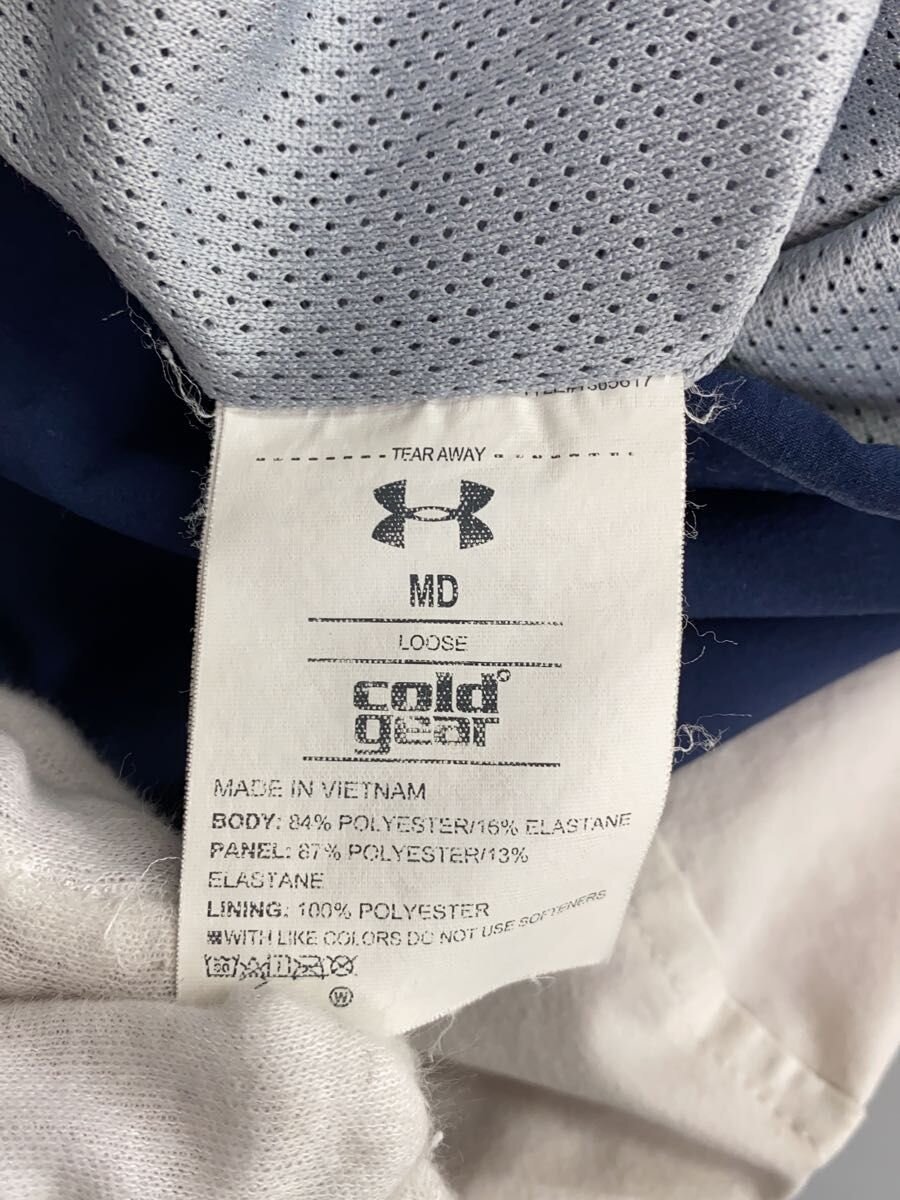 TEAR AWAY
MD
LOOSE
cold
gear
MADE IN VIETNAM
BODY: 84% POLYESTER/16% ELASTANE
PANEL: 87% POLYESTER/13%
ELASTANE
LINING: 100% POLYESTER
WITH LIKE COLORS DO NOT USE SOFTENERS
30
W